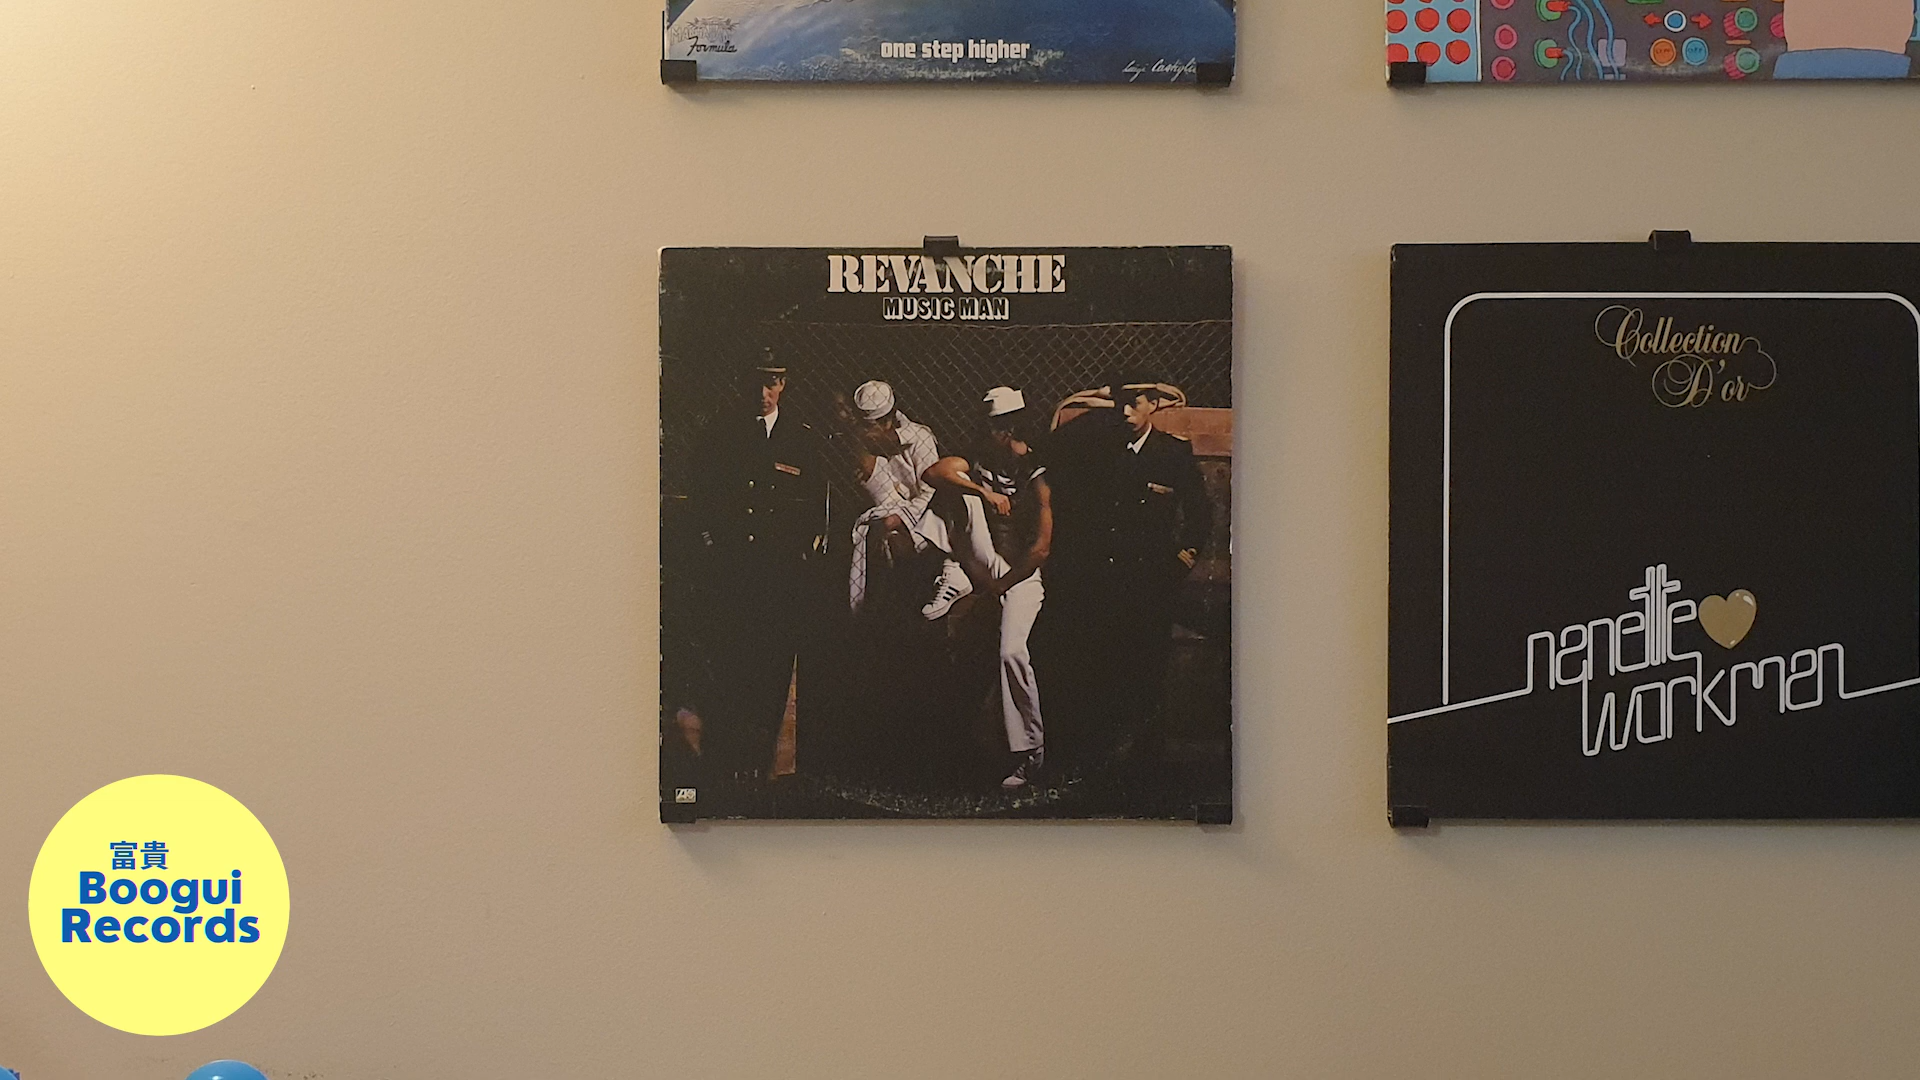 Formula
one step higher
REVANCHE
MUSIC MAN
Collection
D'or
nanette
workman
富貴
Boogui
Records